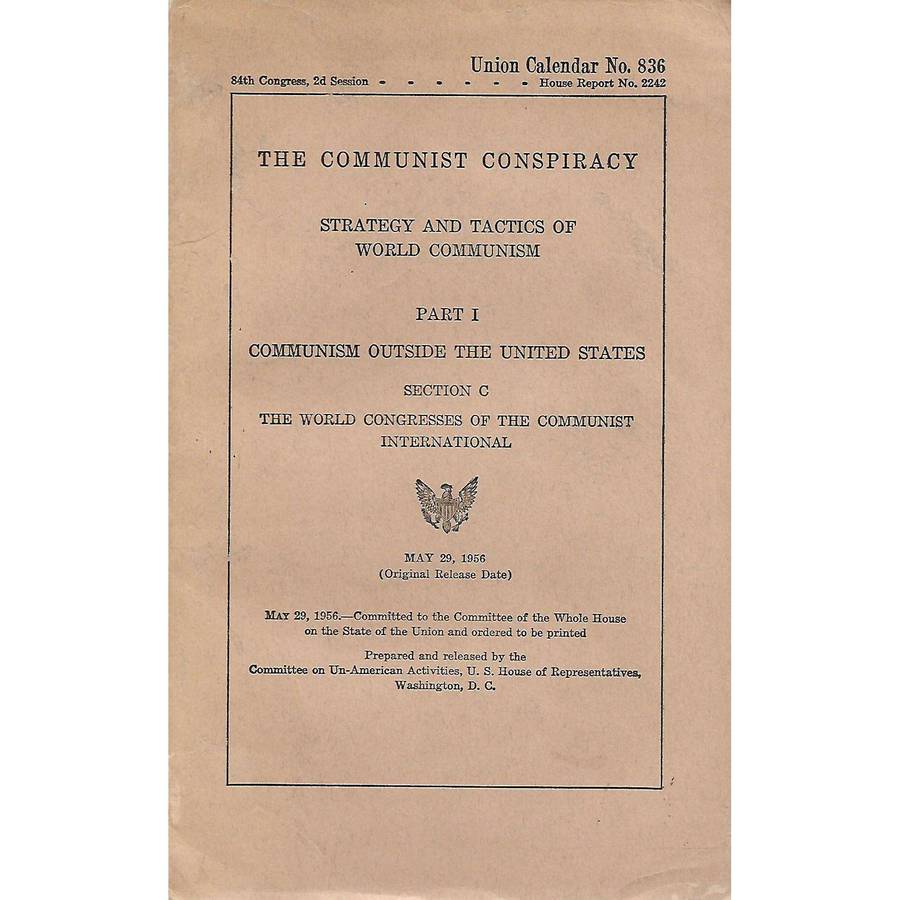 Union Calendar No. 836
84th Congress, 2d Session - - - - - - House Report No. 2242
THE COMMUNIST CONSPIRACY
STRATEGY AND TACTICS OF
WORLD COMMUNISM
PART I
COMMUNISM OUTSIDE THE UNITED STATES
SECTION C
THE WORLD CONGRESSES OF THE COMMUNIST
INTERNATIONAL
MAY 29, 1956
(Original Release Date)
MAY 29, 1956.—Committed to the Committee of the Whole House
on the State of the Union and ordered to be printed
Prepared and released by the
Committee on Un-American Activities, U. S. House of Representatives,
Washington, D. C.